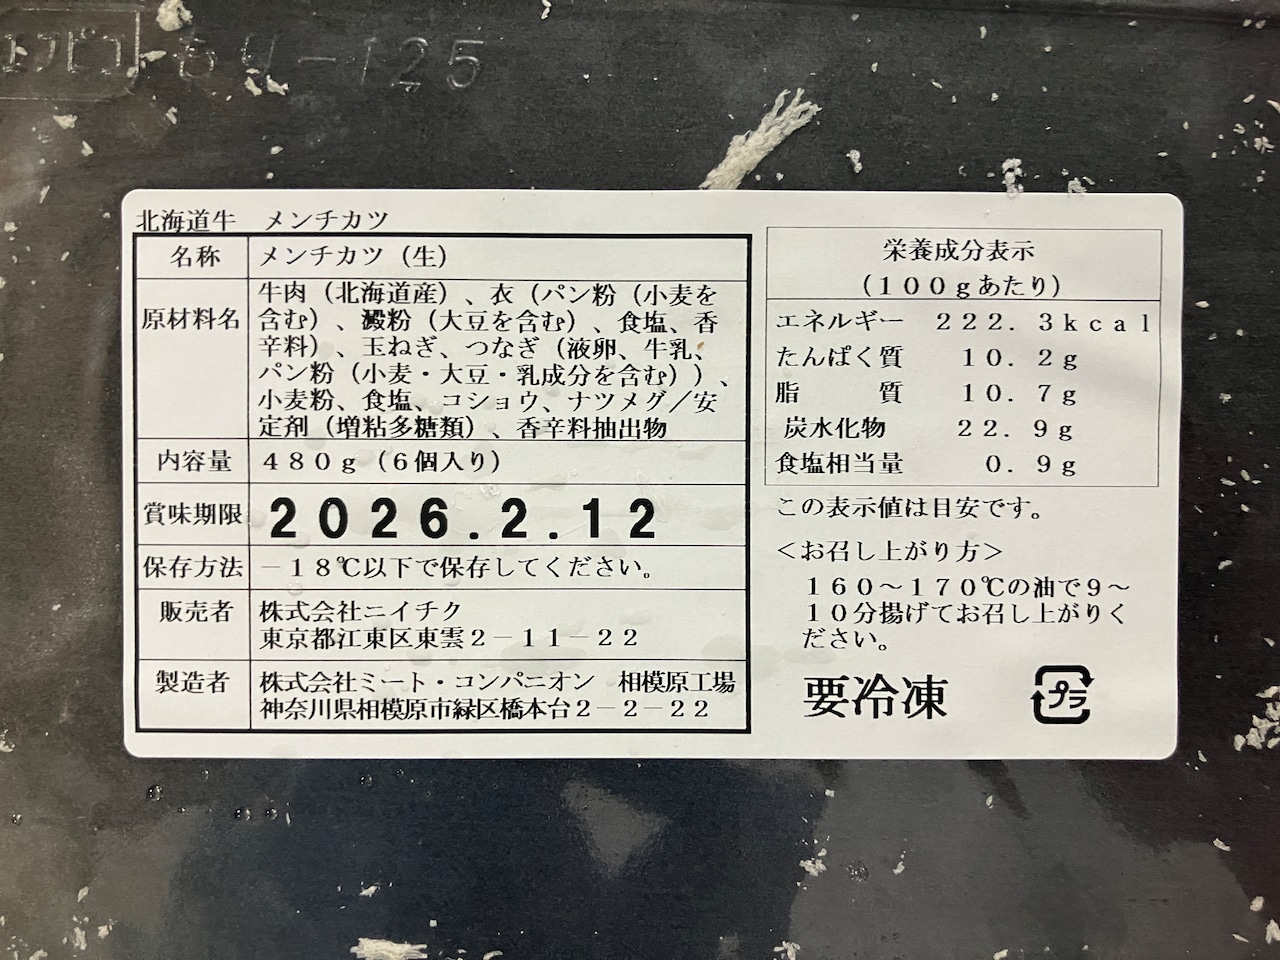 北海道牛　メンチカツ
名称　メンチカツ（生）
原材料名　牛肉（北海道産）、衣（パン粉（小麦を
含む）、澱粉（大豆を含む）、食塩、香
辛料）、玉ねぎ、つなぎ（液卵、牛乳、
パン粉（小麦・大豆・乳成分を含む））、
小麦粉、食塩、コショウ、ナツメグ／安
定剤（増粘多糖類）、香辛料抽出物
内容量　４８０ｇ（６個入り）
賞味期限　2026.2.12
保存方法　－１８℃以下で保存してください。
販売者　株式会社ニイチク
東京都江東区東雲２－１１－２２
製造者　株式会社ミート・コンパニオン　相模原工場
神奈川県相模原市緑区橋本台２－２－２２
栄養成分表示
（１００ｇあたり）
エネルギー　２２２．３ｋｃａｌ
たんぱく質　１０．２ｇ
脂　　質　１０．７ｇ
炭水化物　２２．９ｇ
食塩相当量　０．９ｇ
この表示値は目安です。
＜お召し上がり方＞
１６０～１７０℃の油で９～
１０分揚げてお召し上がりく
ださい。
要冷凍
プラ